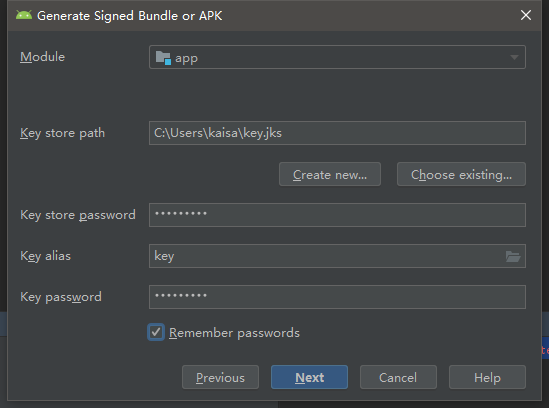 Generate Signed Bundle or APK
Module app
Key store path C:\Users\kaisa\key.jks
Create new... Choose existing...
Key store password •••••••••
Key alias key
Key password •••••••••
Remember passwords
Previous Next Cancel Help